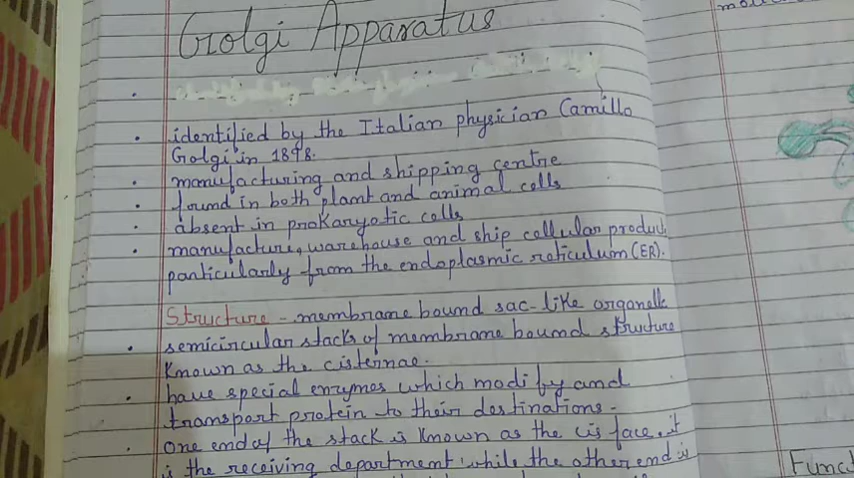 Golgi Apparatus
• identified by the Italian physician Camillo
Golgi in 1898.
• manufacturing and shipping centre
• found in both plant and animal cells
• absent in prokaryotic cells
• manufacture, warehouse and ship cellular product
particularly from the endoplasmic reticulum (ER).
Structure - membrane bound sac-like organelle
• semicircular stacks of membrane bound structure
known as the cisternae.
• have special enzymes which modify and
transport protein to their destinations.
• one end of the stack is known as the cis face, it
is the receiving department while the other end is
Funct